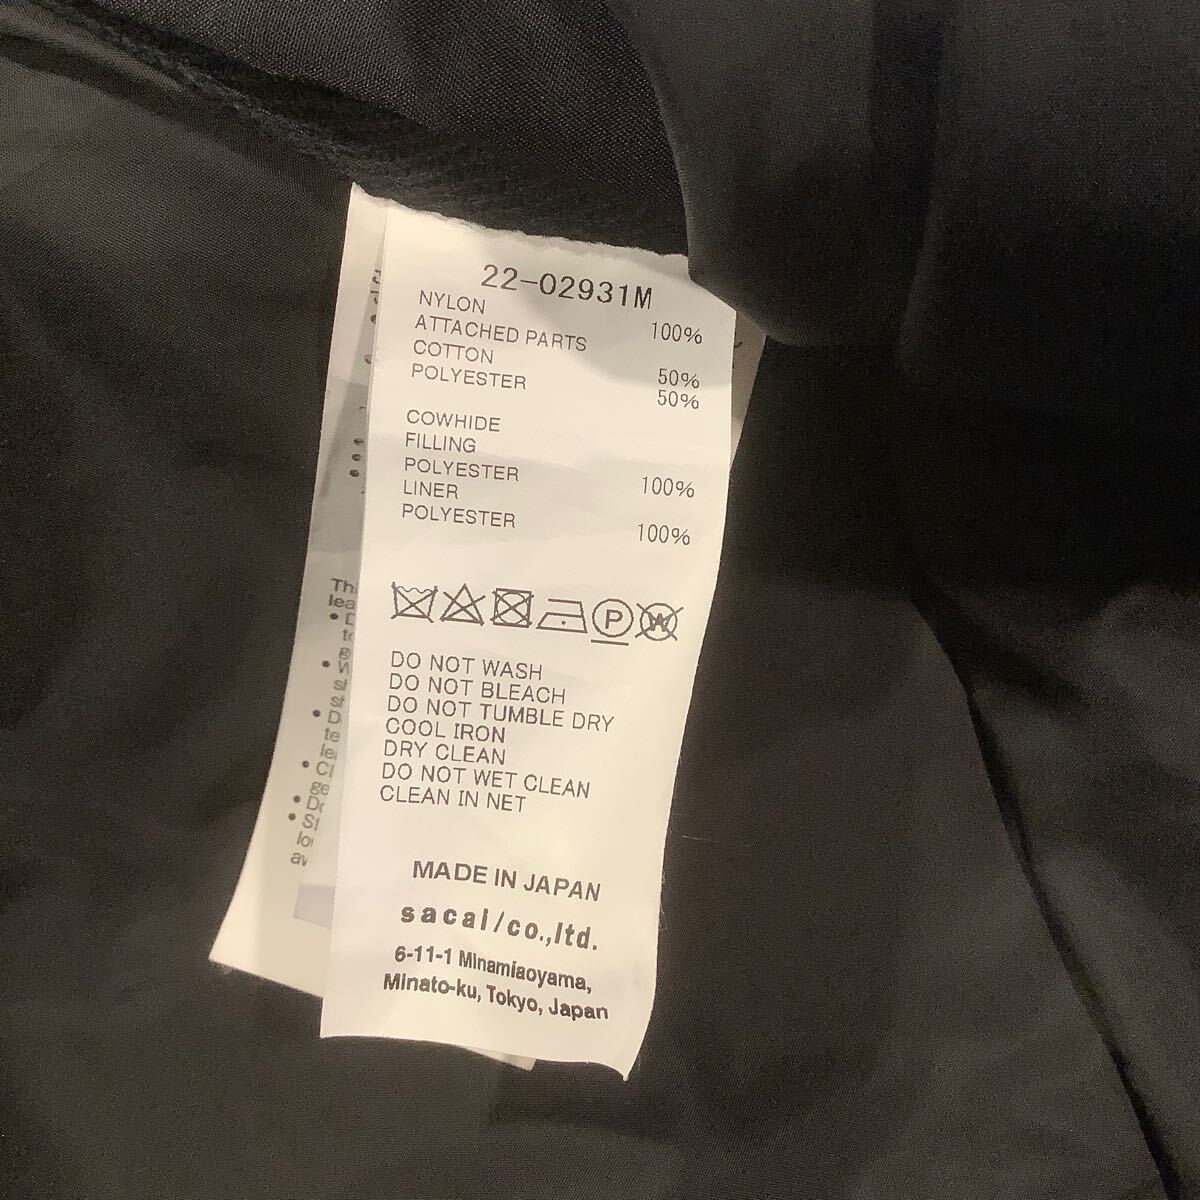 22-02931M
NYLON 100%
ATTACHED PARTS
COTTON 50%
POLYESTER 50%
COWHIDE
FILLING
POLYESTER 100%
LINER
POLYESTER 100%
P W
DO NOT WASH
DO NOT BLEACH
DO NOT TUMBLE DRY
COOL IRON
DRY CLEAN
DO NOT WET CLEAN
CLEAN IN NET
MADE IN JAPAN
sacai/co.,ltd.
6-11-1 Minamiaoyama,
Minato-ku, Tokyo, Japan